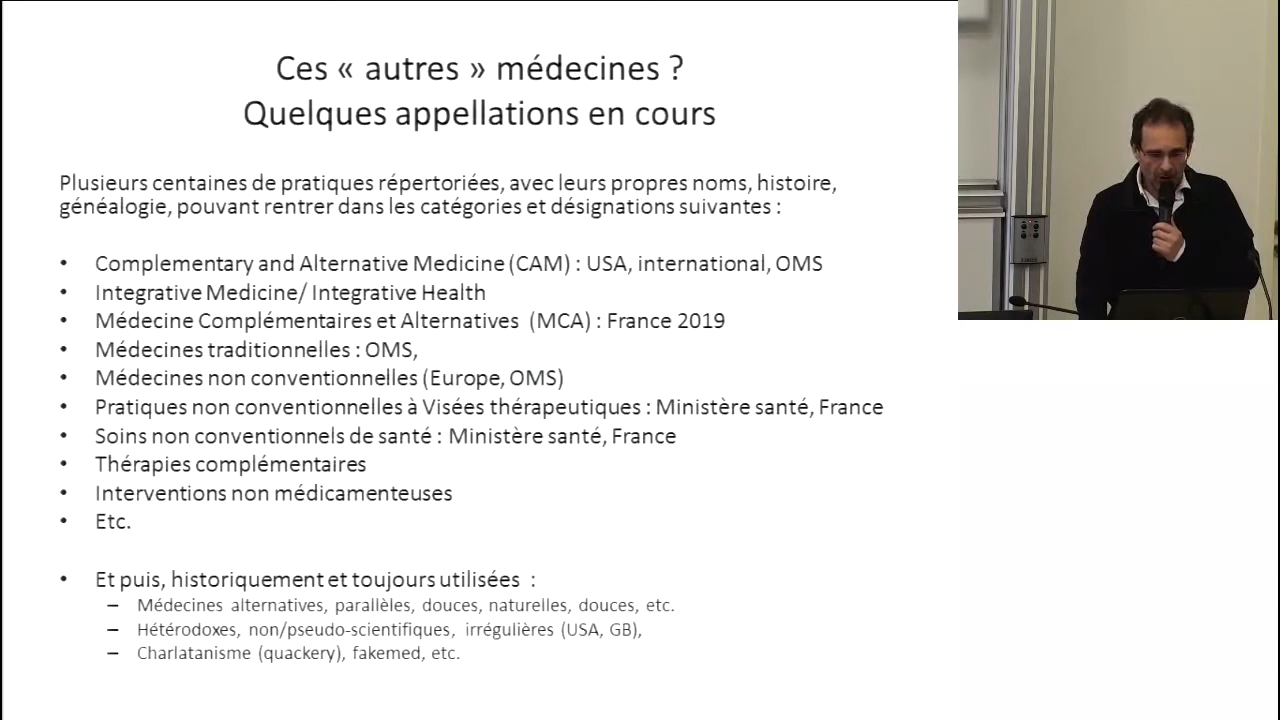 Ces « autres » médecines ?
Quelques appellations en cours
Plusieurs centaines de pratiques répertoriées, avec leurs propres noms, histoire,
généalogie, pouvant rentrer dans les catégories et désignations suivantes :
• Complementary and Alternative Medicine (CAM) : USA, international, OMS
• Integrative Medicine/ Integrative Health
• Médecine Complémentaires et Alternatives (MCA) : France 2019
• Médecines traditionnelles : OMS,
• Médecines non conventionnelles (Europe, OMS)
• Pratiques non conventionnelles à Visées thérapeutiques : Ministère santé, France
• Soins non conventionnels de santé : Ministère santé, France
• Thérapies complémentaires
• Interventions non médicamenteuses
• Etc.
• Et puis, historiquement et toujours utilisées :
– Médecines alternatives, parallèles, douces, naturelles, douces, etc.
– Hétérodoxes, non/pseudo-scientifiques, irrégulières (USA, GB),
– Charlatanisme (quackery), fakemed, etc.